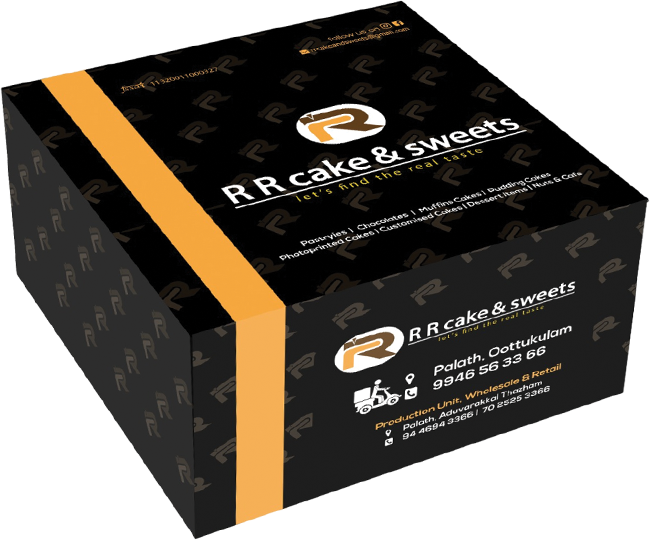 follow us on
fssai 11320011000327
R R cake & sweets
let's find the real taste
Pastryies | Chocolates | Muffins Cakes | Pudding Cakes
Photoprinted Cakes | Customised Cakes | Dessert Items | Nuts & Cafe
R R cake & sweets
let's find the real taste
Palath, Oottukulam
9946 56 33 66
Production Unit, Wholesale & Retail
Palath, Aduvarakkal Thazham
94 4694 3366 | 70 2525 3366